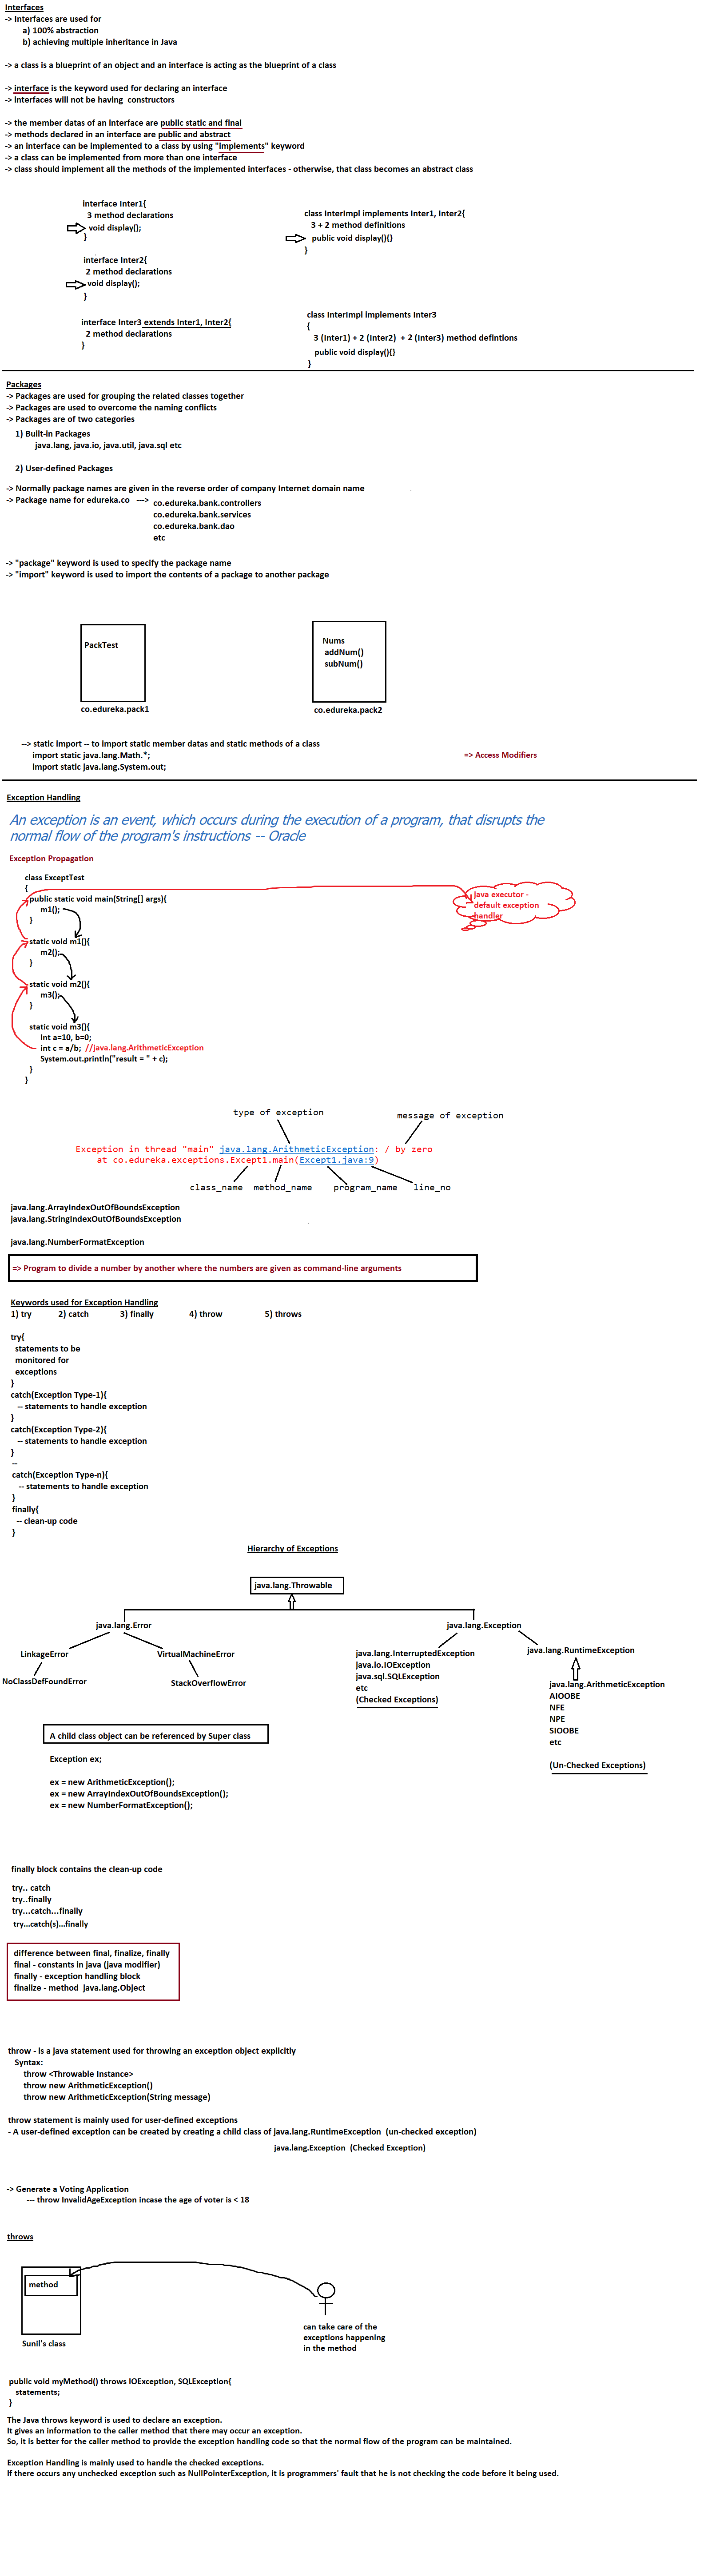 Interfaces
-> Interfaces are used for
a) 100% abstraction
b) achieving multiple inheritance in Java
-> a class is a blueprint of an object and an interface is acting as the blueprint of a class
-> interface is the keyword used for declaring an interface
-> interfaces will not be having constructors
-> the member datas of an interface are public static and final
-> methods declared in an interface are public and abstract
-> an interface can be implemented to a class by using "implements" keyword
-> a class can be implemented from more than one interface
-> class should implement all the methods of the implemented interfaces - otherwise, that class becomes an abstract class
interface Inter1{
3 method declarations
void display();
}
interface Inter2{
2 method declarations
void display();
}
class InterImpl implements Inter1, Inter2{
3 + 2 method definitions
public void display(){}
}
interface Inter3 extends Inter1, Inter2{
2 method declarations
}
class InterImpl implements Inter3
{
3 (Inter1) + 2 (Inter2) + 2 (Inter3) method defintions
public void display(){}
}
Packages
-> Packages are used for grouping the related classes together
-> Packages are used to overcome the naming conflicts
-> Packages are of two categories
1) Built-in Packages
java.lang, java.io, java.util, java.sql etc
2) User-defined Packages
-> Normally package names are given in the reverse order of company Internet domain name
-> Package name for edureka.co --->
co.edureka.bank.controllers
co.edureka.bank.services
co.edureka.bank.dao
etc
-> "package" keyword is used to specify the package name
-> "import" keyword is used to import the contents of a package to another package
PackTest
co.edureka.pack1
Nums
addNum()
subNum()
co.edureka.pack2
--> static import -- to import static member datas and static methods of a class
import static java.lang.Math.*;
import static java.lang.System.out;
=> Access Modifiers
Exception Handling
An exception is an event, which occurs during the execution of a program, that disrupts the
normal flow of the program's instructions -- Oracle
Exception Propagation
class ExceptTest
{
public static void main(String[] args){
m1();
}
static void m1(){
m2();
}
static void m2(){
m3();
}
static void m3(){
int a=10, b=0;
int c = a/b; //java.lang.ArithmeticException
System.out.println("result = " + c);
}
}
java executor -
default exception
handler
type of exception
message of exception
Exception in thread "main" java.lang.ArithmeticException: / by zero
at co.edureka.exceptions.Except1.main(Except1.java:9)
class_name method_name program_name line_no
java.lang.ArrayIndexOutOfBoundsException
java.lang.StringIndexOutOfBoundsException
java.lang.NumberFormatException
=> Program to divide a number by another where the numbers are given as command-line arguments
Keywords used for Exception Handling
1) try 2) catch 3) finally 4) throw 5) throws
try{
statements to be
monitored for
exceptions
}
catch(Exception Type-1){
-- statements to handle exception
}
catch(Exception Type-2){
-- statements to handle exception
}
--
catch(Exception Type-n){
-- statements to handle exception
}
finally{
-- clean-up code
}
Hierarchy of Exceptions
java.lang.Throwable
java.lang.Error
java.lang.Exception
LinkageError
VirtualMachineError
NoClassDefFoundError
StackOverflowError
java.lang.InterruptedException
java.io.IOException
java.sql.SQLException
etc
(Checked Exceptions)
java.lang.RuntimeException
java.lang.ArithmeticException
AIOOBE
NFE
NPE
SIOOBE
etc
(Un-Checked Exceptions)
A child class object can be referenced by Super class
Exception ex;
ex = new ArithmeticException();
ex = new ArrayIndexOutOfBoundsException();
ex = new NumberFormatException();
finally block contains the clean-up code
try.. catch
try..finally
try...catch...finally
try...catch(s)...finally
difference between final, finalize, finally
final - constants in java (java modifier)
finally - exception handling block
finalize - method java.lang.Object
throw - is a java statement used for throwing an exception object explicitly
Syntax:
throw <Throwable Instance>
throw new ArithmeticException()
throw new ArithmeticException(String message)
throw statement is mainly used for user-defined exceptions
- A user-defined exception can be created by creating a child class of java.lang.RuntimeException (un-checked exception)
java.lang.Exception (Checked Exception)
-> Generate a Voting Application
--- throw InvalidAgeException incase the age of voter is < 18
throws
method
Sunil's class
can take care of the
exceptions happening
in the method
public void myMethod() throws IOException, SQLException{
statements;
}
The Java throws keyword is used to declare an exception.
It gives an information to the caller method that there may occur an exception.
So, it is better for the caller method to provide the exception handling code so that the normal flow of the program can be maintained.
Exception Handling is mainly used to handle the checked exceptions.
If there occurs any unchecked exception such as NullPointerException, it is programmers' fault that he is not checking the code before it being used.